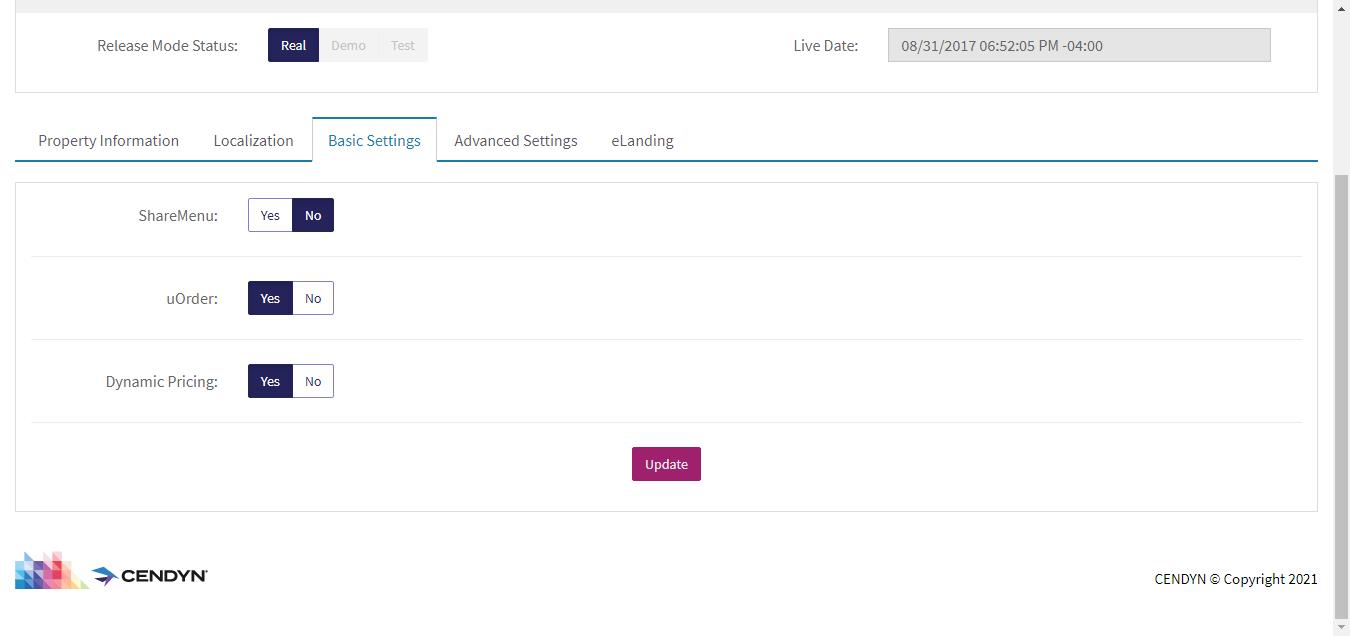 Release Mode Status: Real Demo Test Live Date: 08/31/2017 06:52:05 PM -04:00
Property Information Localization Basic Settings Advanced Settings eLanding
ShareMenu: Yes No
uOrder: Yes No
Dynamic Pricing: Yes No
Update
CENDYN CENDYN © Copyright 2021